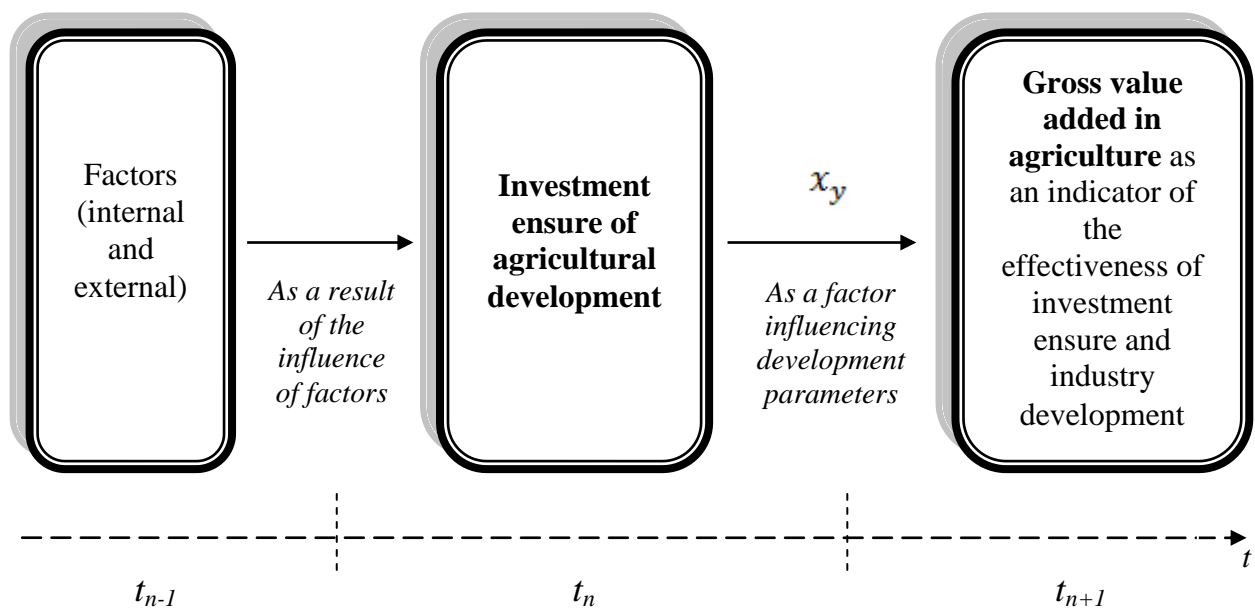 Factors
(internal
and
external)
As a result
of the
influence
of factors
Investment
ensure of
agricultural
development
x_y
As a factor
influencing
development
parameters
Gross value
added in
agriculture as
an indicator of
the
effectiveness of
investment
ensure and
industry
development
t
t_{n-1}
t_n
t_{n+1}